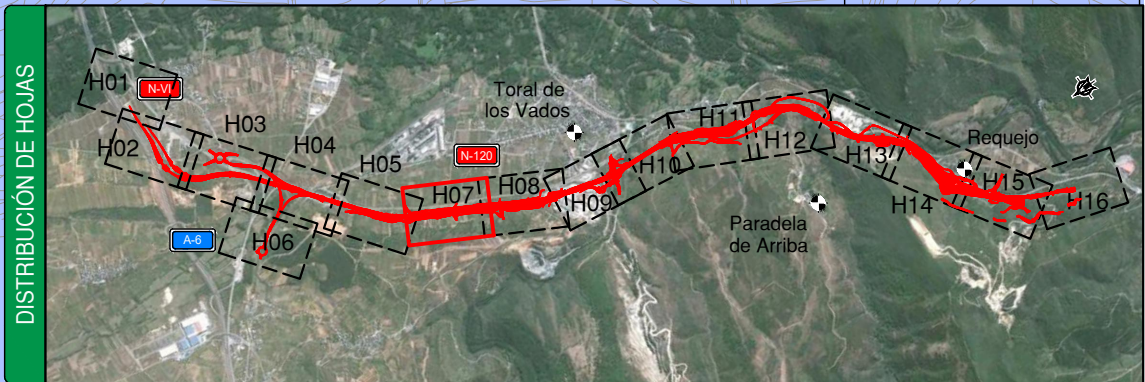 DISTRIBUCIÓN DE HOJAS
H01
N-VI
H02
H03
H04
H05
H06
A-6
N-120
Toral de
los Vados
H07
H08
H09
H10
H11
H12
H13
Requejo
H14
H15
H16
Paradela
de Arriba